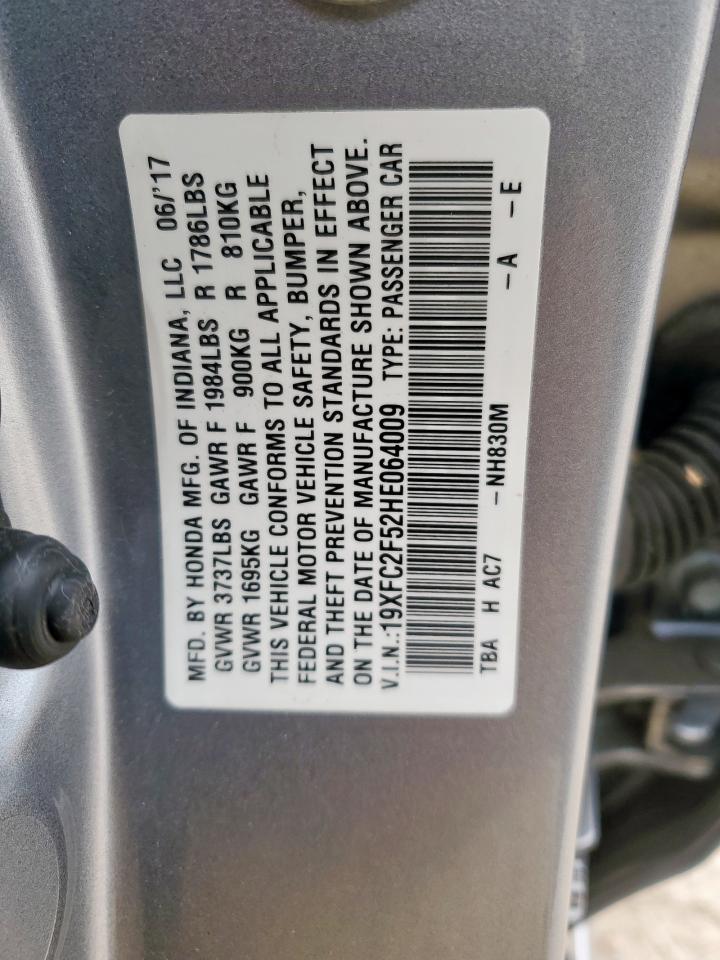 MFD. BY HONDA MFG. OF INDIANA, LLC 06/'17
GVWR 3737LBS GAWR F 1984LBS R 1786LBS
GVWR 1695KG GAWR F 900KG R 810KG
THIS VEHICLE CONFORMS TO ALL APPLICABLE
FEDERAL MOTOR VEHICLE SAFETY, BUMPER,
AND THEFT PREVENTION STANDARDS IN EFFECT
ON THE DATE OF MANUFACTURE SHOWN ABOVE.
V.I.N.:19XFC2F52HE064009 TYPE: PASSENGER CAR
TBA H AC7 -NH830M -A -E